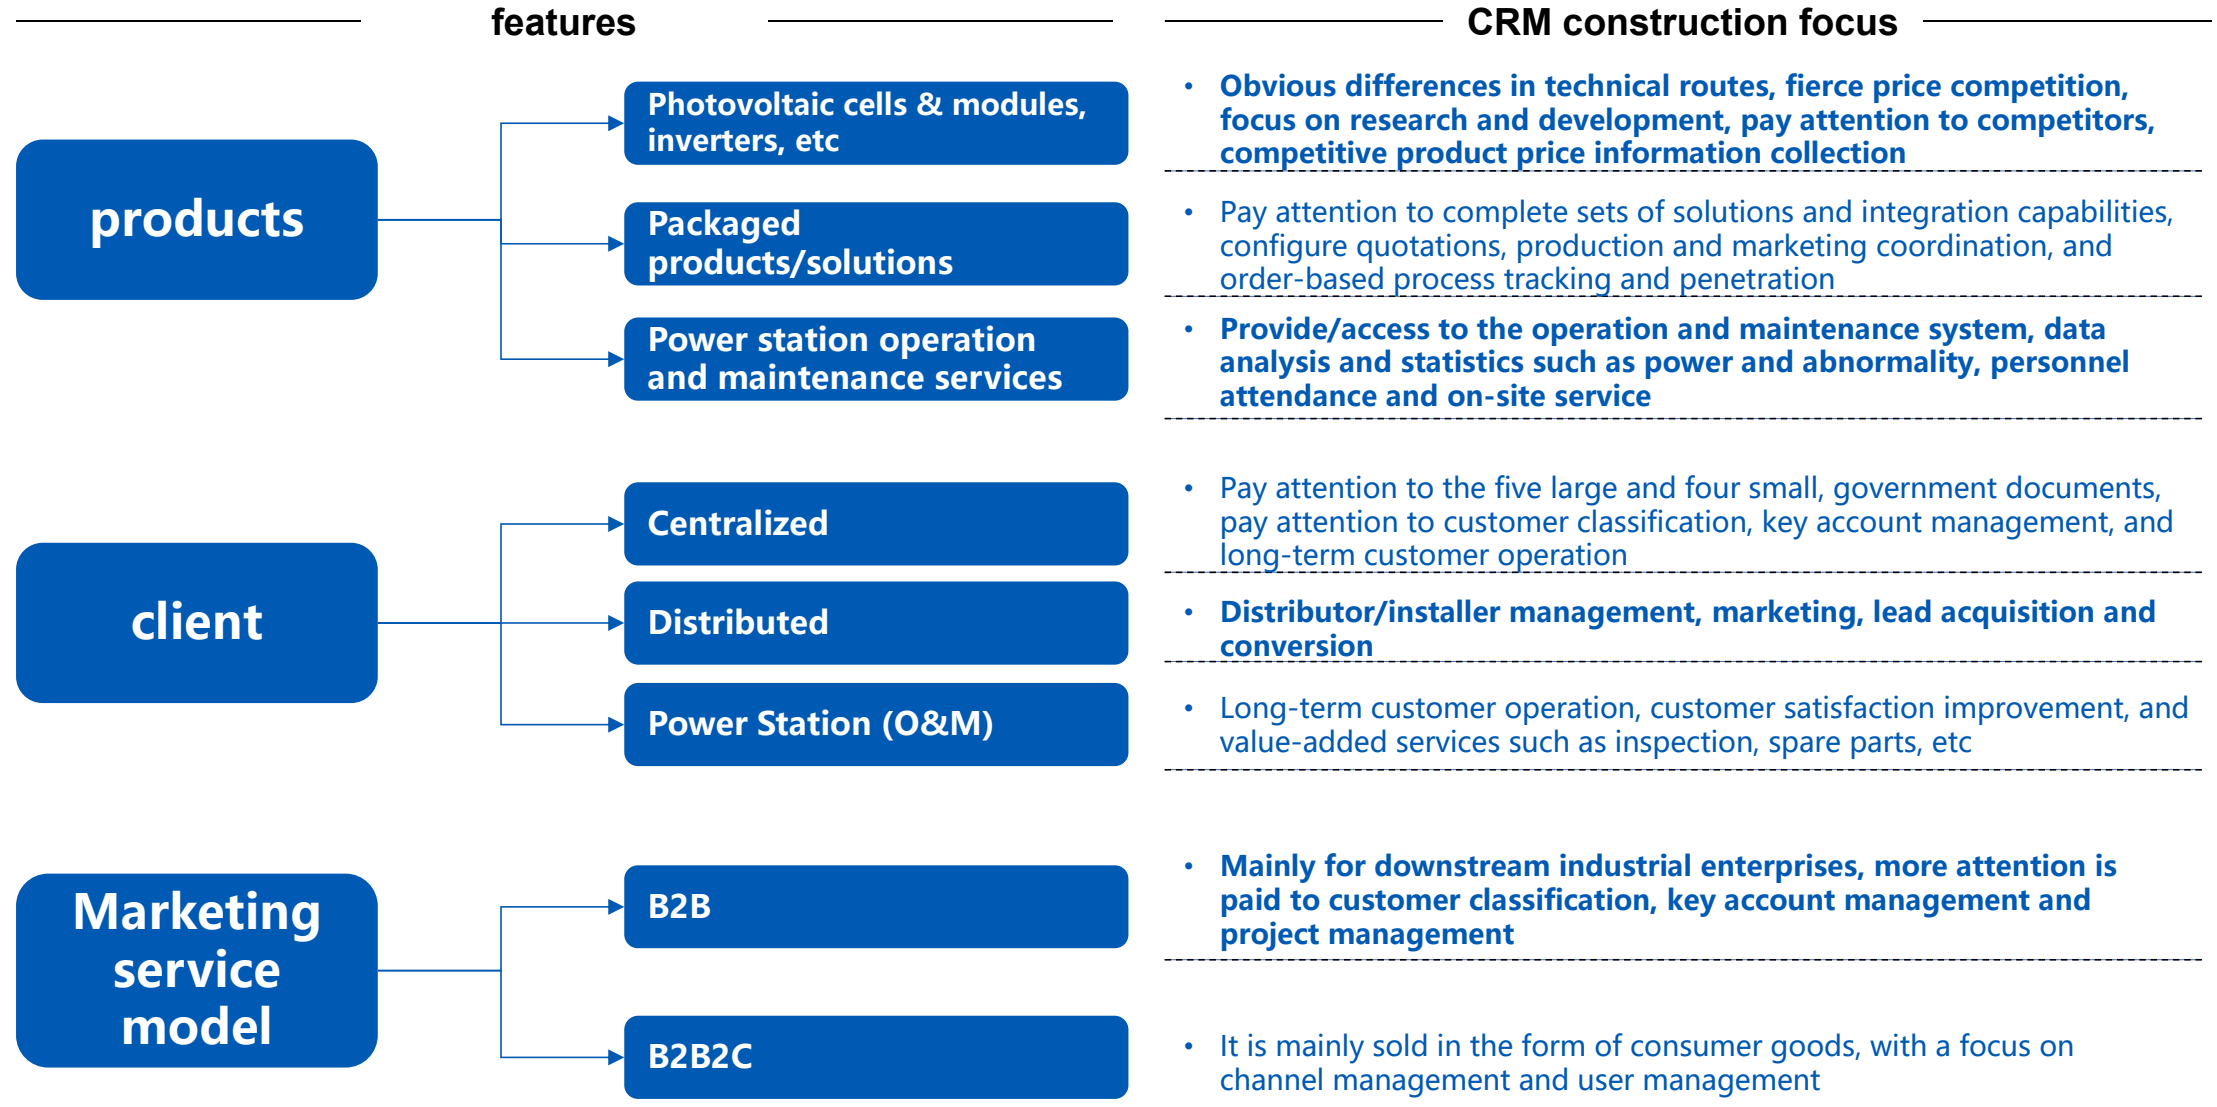 features
CRM construction focus
products
Photovoltaic cells & modules,
inverters, etc
• Obvious differences in technical routes, fierce price competition,
focus on research and development, pay attention to competitors,
competitive product price information collection
Packaged
products/solutions
• Pay attention to complete sets of solutions and integration capabilities,
configure quotations, production and marketing coordination, and
order-based process tracking and penetration
Power station operation
and maintenance services
• Provide/access to the operation and maintenance system, data
analysis and statistics such as power and abnormality, personnel
attendance and on-site service
client
Centralized
• Pay attention to the five large and four small, government documents,
pay attention to customer classification, key account management, and
long-term customer operation
Distributed
• Distributor/installer management, marketing, lead acquisition and
conversion
Power Station (O&M)
• Long-term customer operation, customer satisfaction improvement, and
value-added services such as inspection, spare parts, etc
Marketing
service
model
B2B
• Mainly for downstream industrial enterprises, more attention is
paid to customer classification, key account management and
project management
B2B2C
• It is mainly sold in the form of consumer goods, with a focus on
channel management and user management